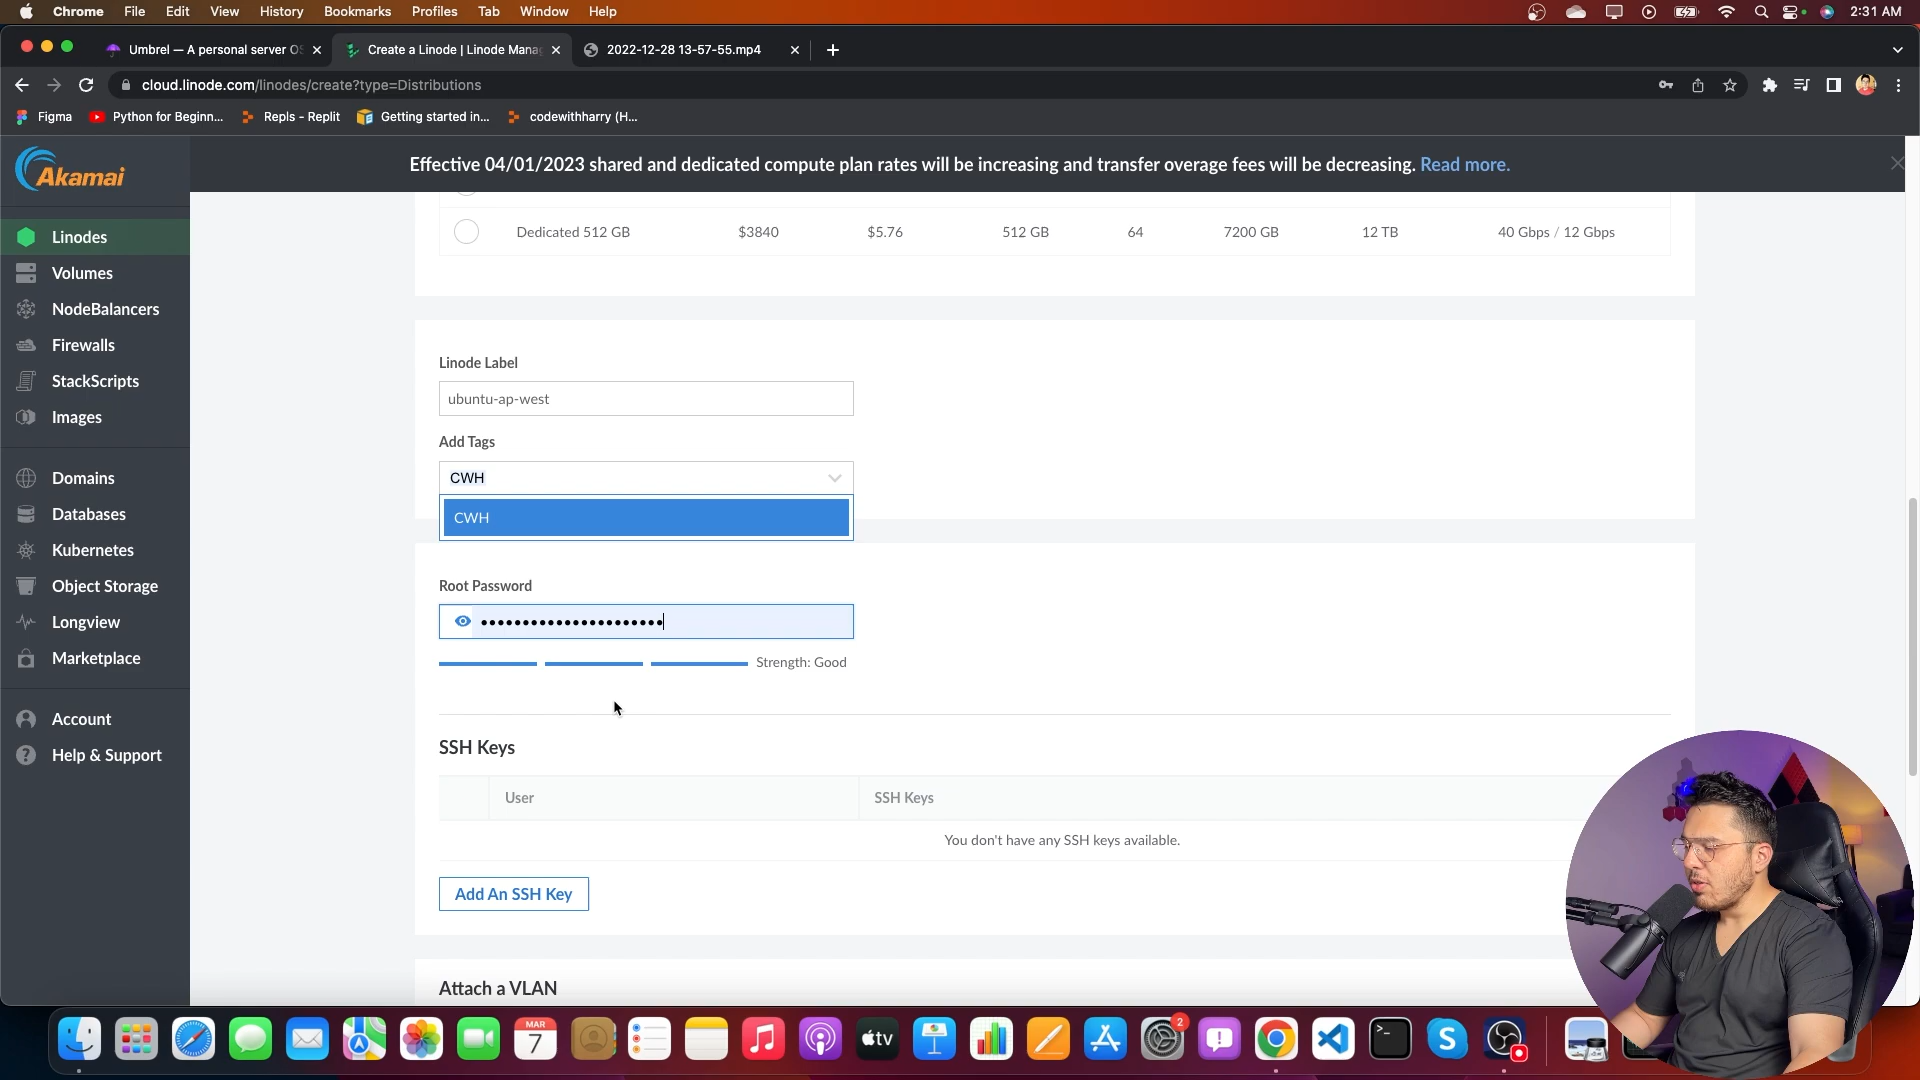 Chrome File Edit View History Bookmarks Profiles Tab Window Help 2:31 AM
Umbrel — A personal server OS
Create a Linode | Linode Mana
2022-12-28 13-57-55.mp4
cloud.linode.com/linodes/create?type=Distributions
Figma Python for Beginn... Repls - Replit Getting started in... codewithharry (H...
Akamai
Effective 04/01/2023 shared and dedicated compute plan rates will be increasing and transfer overage fees will be decreasing. Read more.
Linodes
Volumes
NodeBalancers
Firewalls
StackScripts
Images
Domains
Databases
Kubernetes
Object Storage
Longview
Marketplace
Account
Help & Support
Dedicated 512 GB $3840 $5.76 512 GB 64 7200 GB 12 TB 40 Gbps / 12 Gbps
Linode Label
ubuntu-ap-west
Add Tags
CWH
CWH
Root Password
Strength: Good
SSH Keys
User SSH Keys
You don't have any SSH keys available.
Add An SSH Key
Attach a VLAN
MAR
7
tv
2